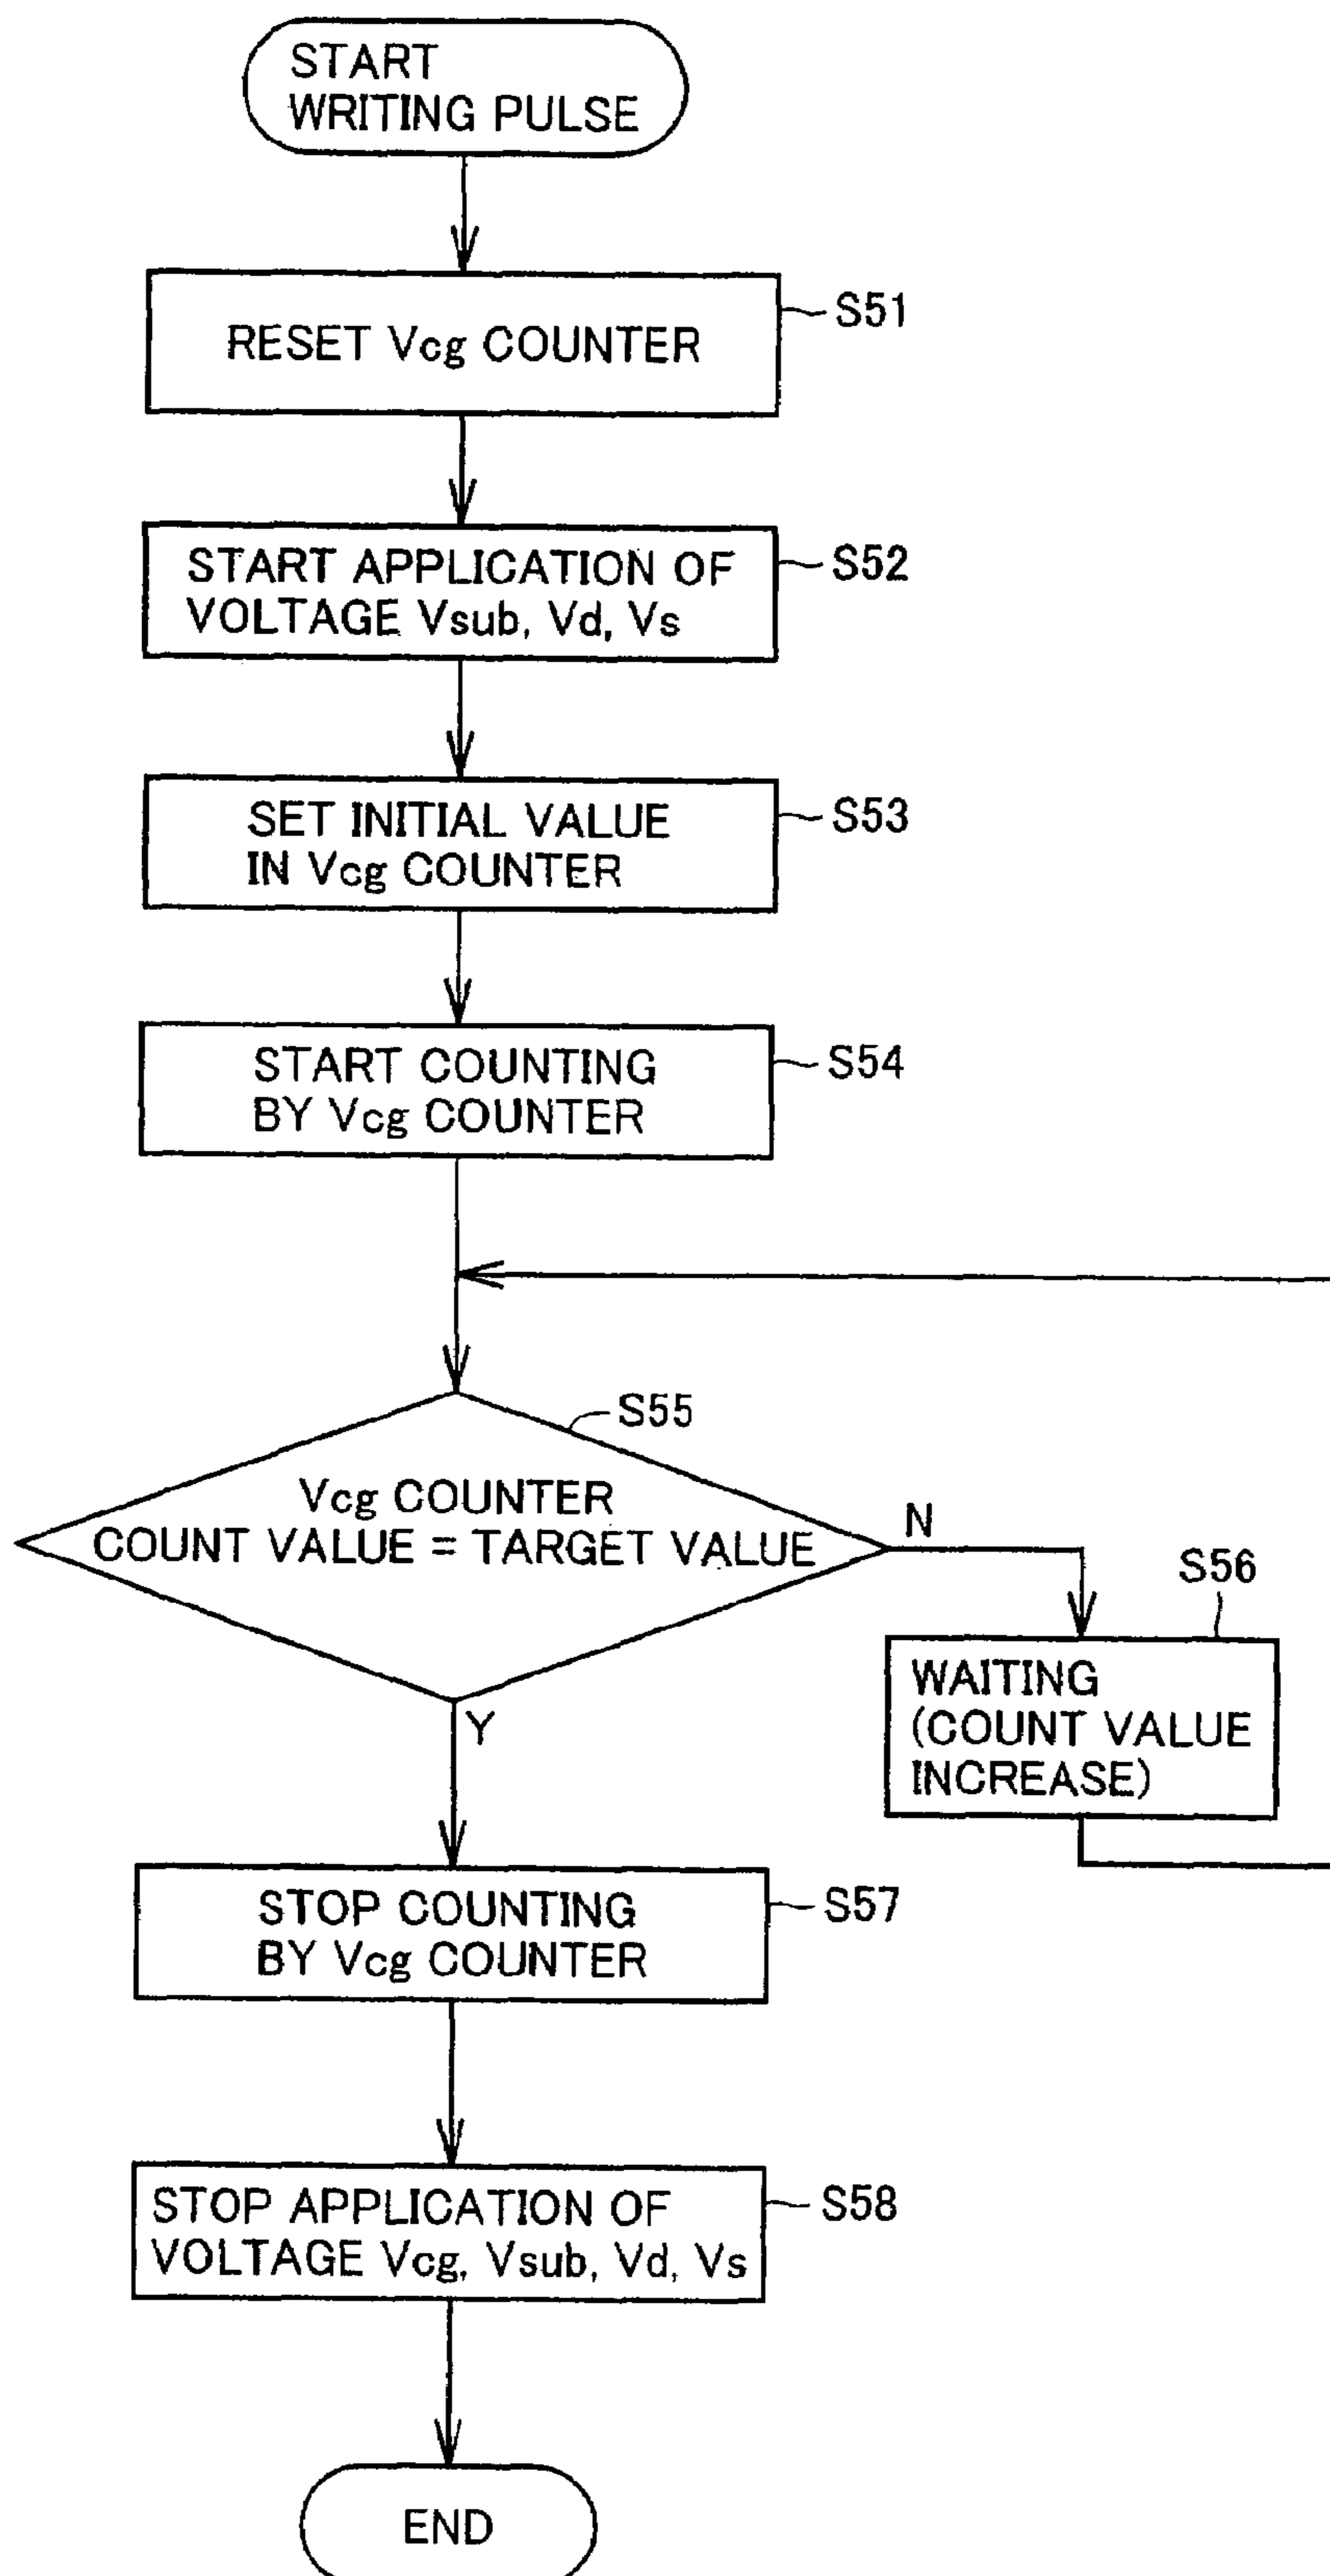 START
WRITING PULSE
RESET Vcg COUNTER
S51
START APPLICATION OF
VOLTAGE Vsub, Vd, Vs
S52
SET INITIAL VALUE
IN Vcg COUNTER
S53
START COUNTING
BY Vcg COUNTER
S54
S55
Vcg COUNTER
COUNT VALUE = TARGET VALUE
N
S56
WAITING
(COUNT VALUE
INCREASE)
Y
STOP COUNTING
BY Vcg COUNTER
S57
STOP APPLICATION OF
VOLTAGE Vcg, Vsub, Vd, Vs
S58
END